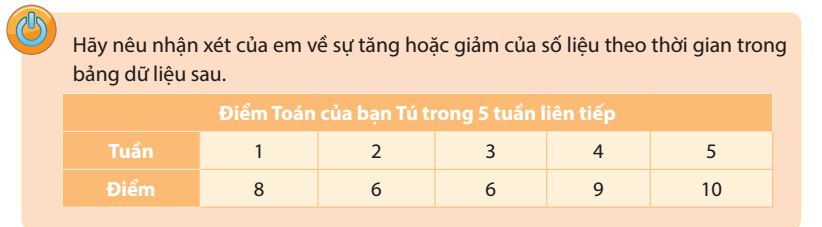 Hãy nêu nhận xét của em về sự tăng hoặc giảm của số liệu theo thời gian trong
bảng dữ liệu sau.
Điểm Toán của bạn Tú trong 5 tuần liên tiếp
Tuần 1 2 3 4 5
Điểm 8 6 6 9 10